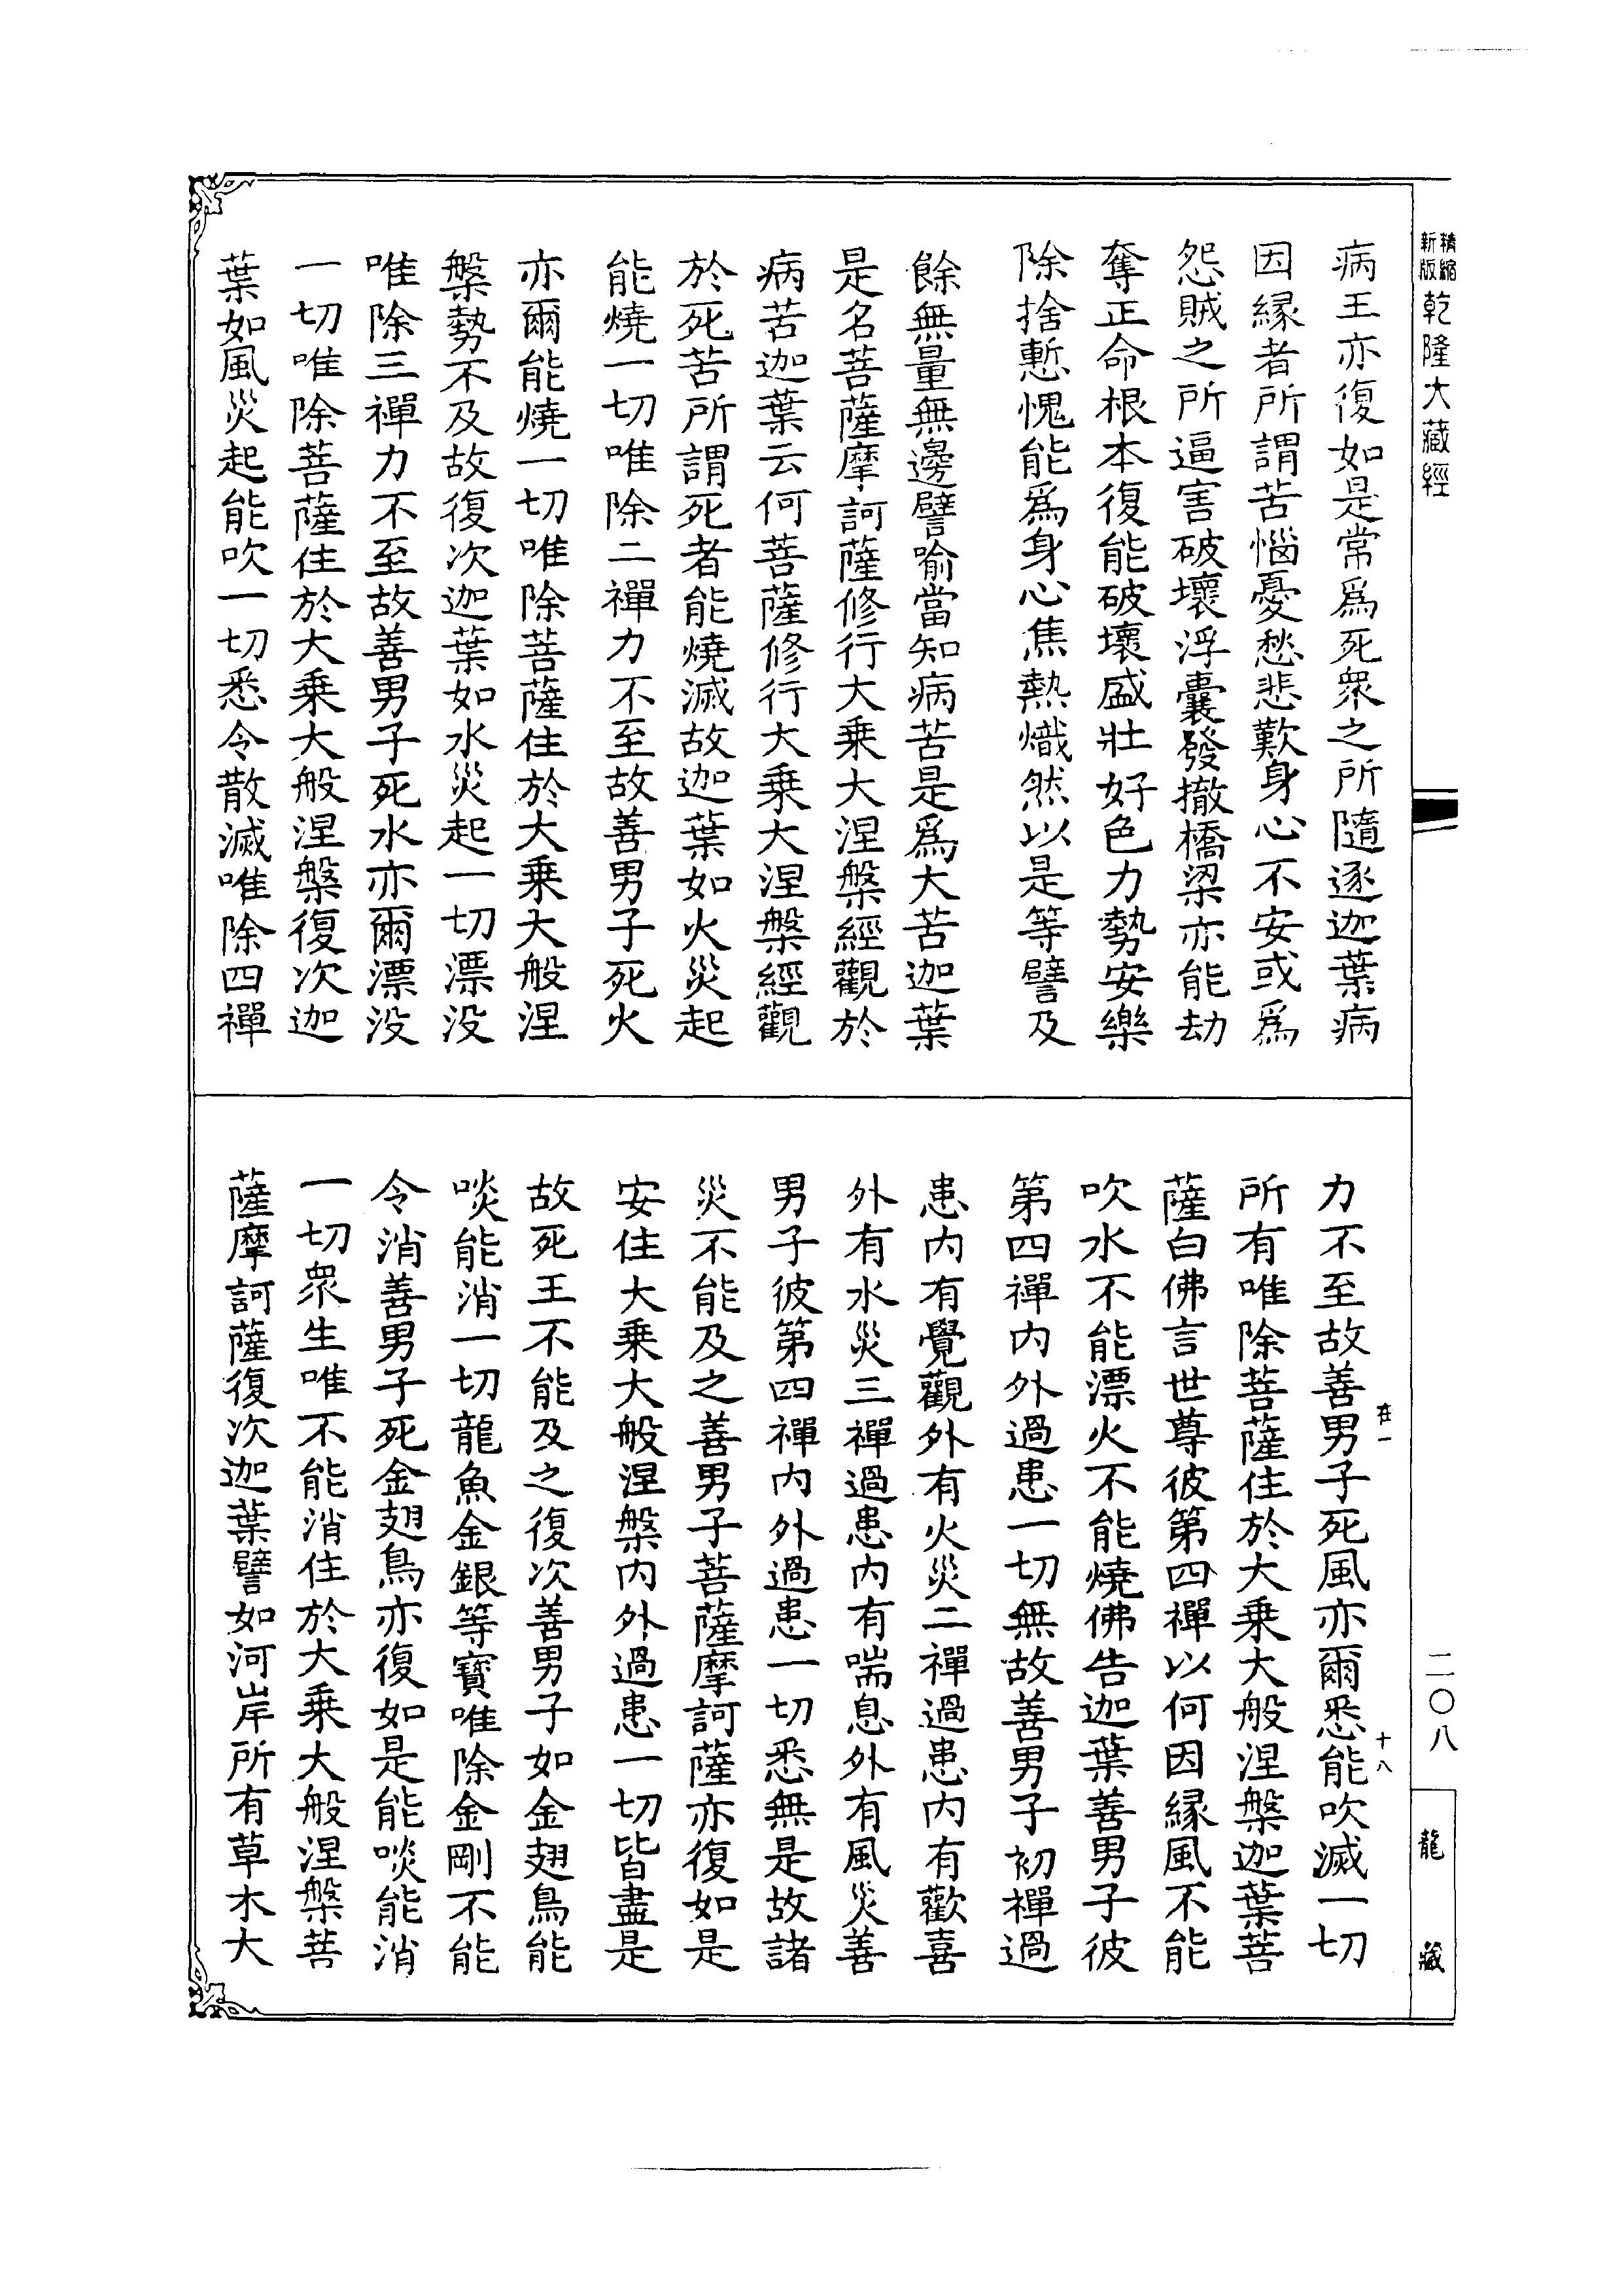 精縮新版乾隆大藏經
病王亦復如是常爲死衆之所隨逐迦葉病
因緣者所謂苦惱憂愁悲歎身心不安或爲
怨賊之所逼害破壞浮囊發撤橋梁亦能劫
奪正命根本復能破壞盛壯好色力勢安樂
除捨慙愧能爲身心焦熱熾然以是等譬及
餘無量無邊譬喻當知病苦是爲大苦迦葉
是名菩薩摩訶薩修行大乗大涅槃經觀於
病苦迦葉云何菩薩修行大乗大涅槃經觀
於死苦所謂死者能燒滅故迦葉如火災起
能燒一切唯除二禪力不至故善男子死火
亦爾能燒一切唯除菩薩住於大乗大般涅
槃勢不及故復次迦葉如水災起一切漂没
唯除三禪力不至故善男子死水亦爾漂没
一切唯除菩薩住於大乗大般涅槃復次迦
葉如風災起能吹一切悉令散滅唯除四禪
力不至故善男子死風亦爾悉能吹滅一切
所有唯除菩薩住於大乗大般涅槃迦葉菩
薩白佛言世尊彼第四禪以何因緣風不能
吹水不能漂火不能燒佛告迦葉善男子彼
第四禪内外過患一切無故善男子初禪過
患内有覺觀外有火災二禪過患内有歡喜
外有水災三禪過患内有喘息外有風災善
男子彼第四禪内外過患一切悉無是故諸
災不能及之善男子菩薩摩訶薩亦復如是
安住大乗大般涅槃内外過患一切皆盡是
故死王不能及之復次善男子如金翅鳥能
啖能消一切龍魚金銀等寶唯除金剛不能
令消善男子死金翅鳥亦復如是能啖能消
一切衆生唯不能消住於大乗大般涅槃菩
薩摩訶薩復次迦葉譬如河岸所有草木大
在一
十八
二〇八
龍藏